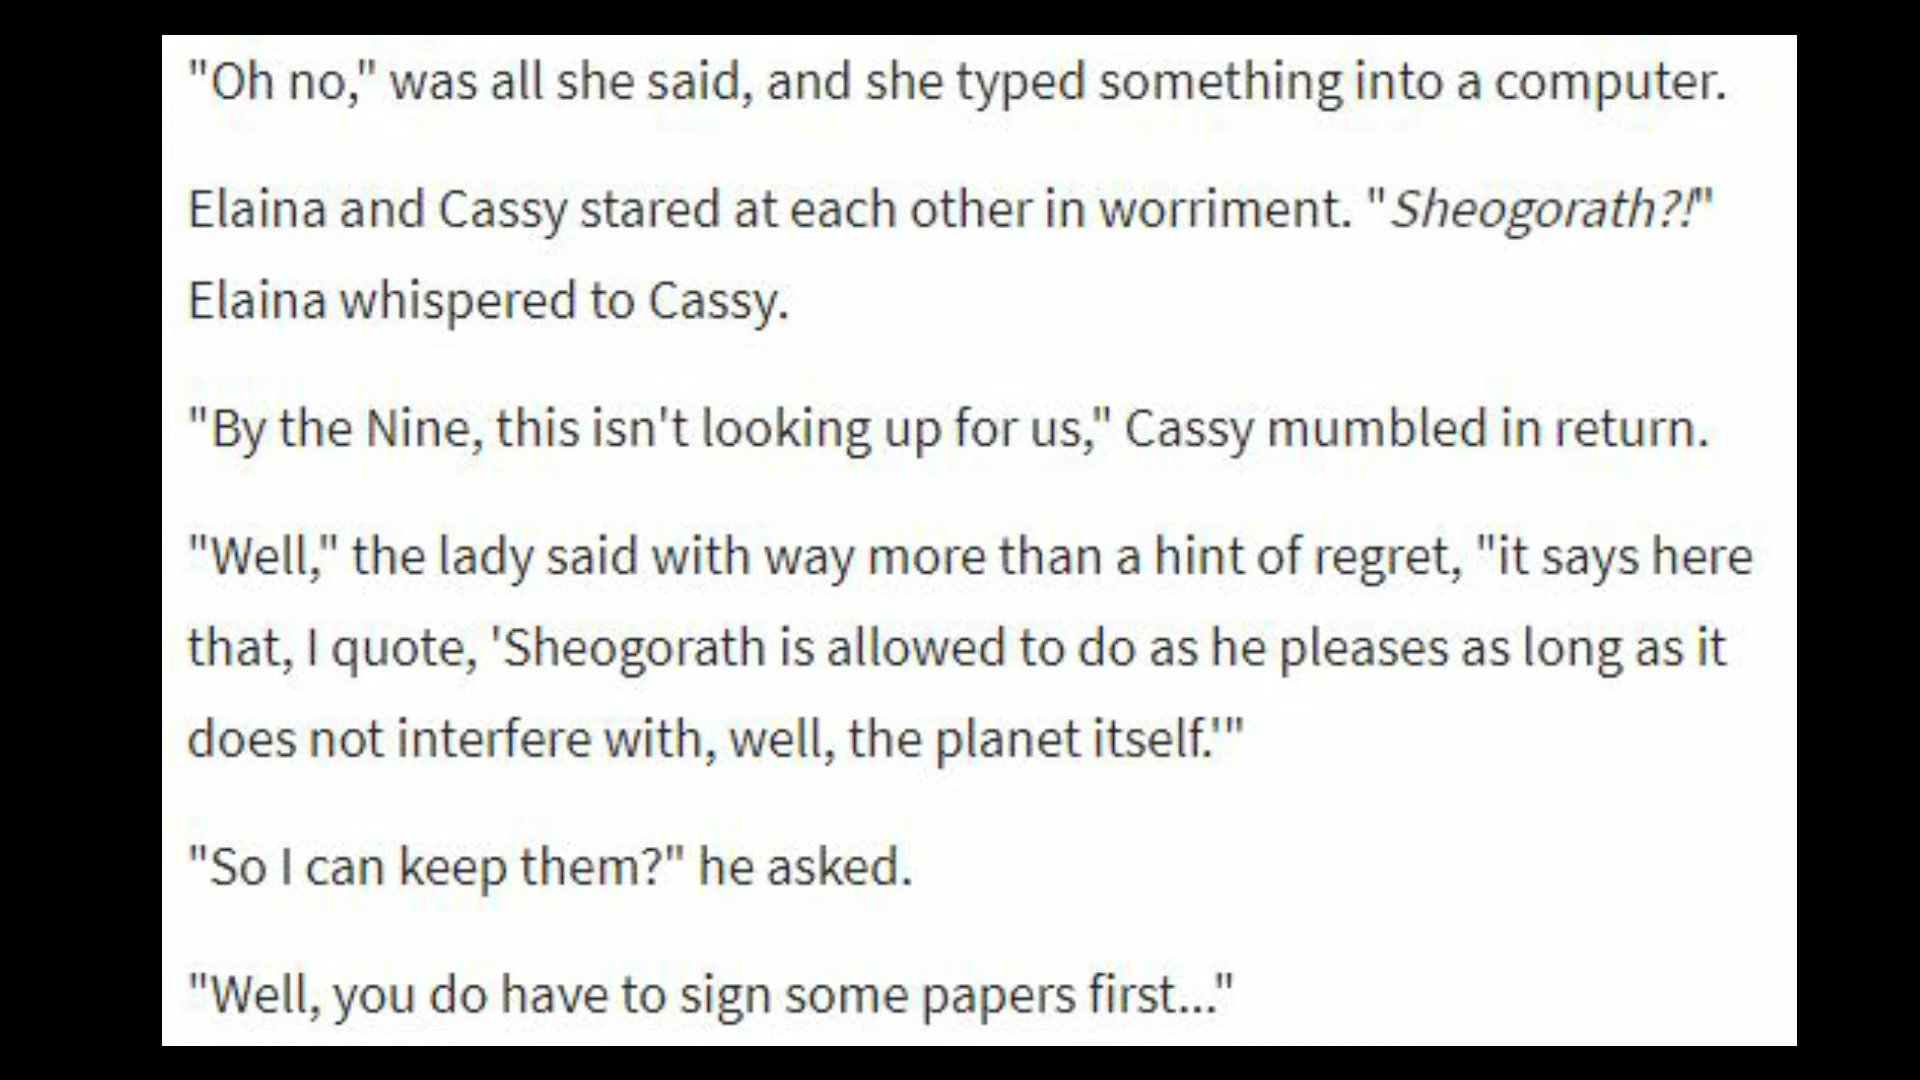 "Oh no," was all she said, and she typed something into a computer.
Elaina and Cassy stared at each other in worriment. "Sheogorath?!"
Elaina whispered to Cassy.
"By the Nine, this isn't looking up for us," Cassy mumbled in return.
"Well," the lady said with way more than a hint of regret, "it says here
that, I quote, 'Sheogorath is allowed to do as he pleases as long as it
does not interfere with, well, the planet itself.'"
"So I can keep them?" he asked.
"Well, you do have to sign some papers first..."